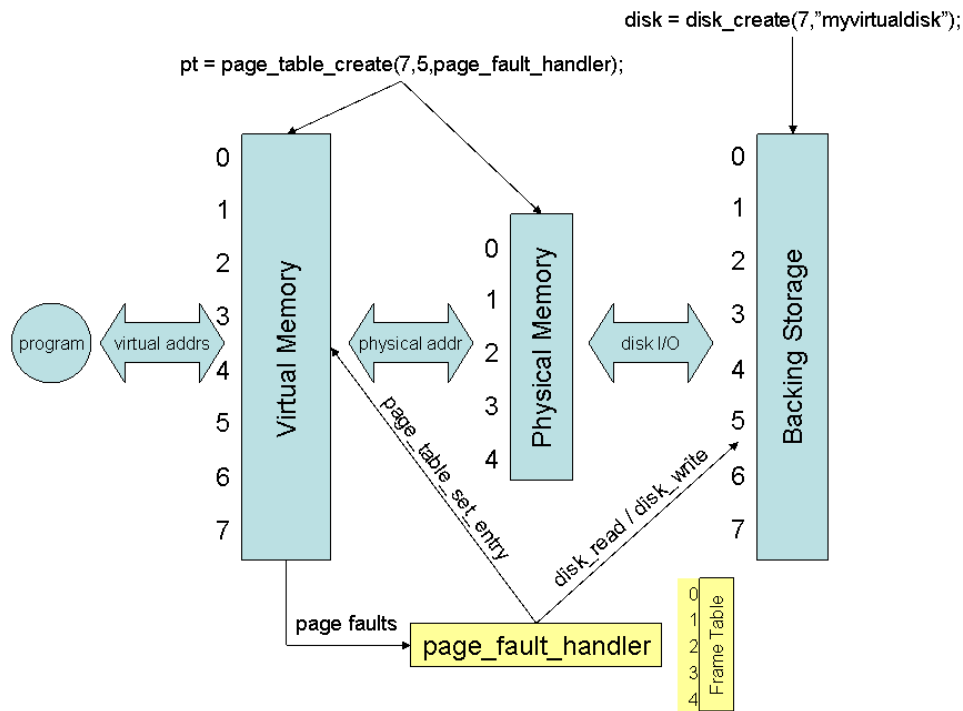 disk = disk_create(7,”myvirtualdisk”);
pt = page_table_create(7,5,page_fault_handler);
0
1
2
3
4
5
6
7
Virtual Memory
0
1
2
3
4
Physical Memory
0
1
2
3
4
5
6
7
Backing Storage
program
virtual addrs
physical addr
disk I/O
page_table_set_entry
disk_read / disk_write
page faults
page_fault_handler
0
1
2
3
4
Frame Table